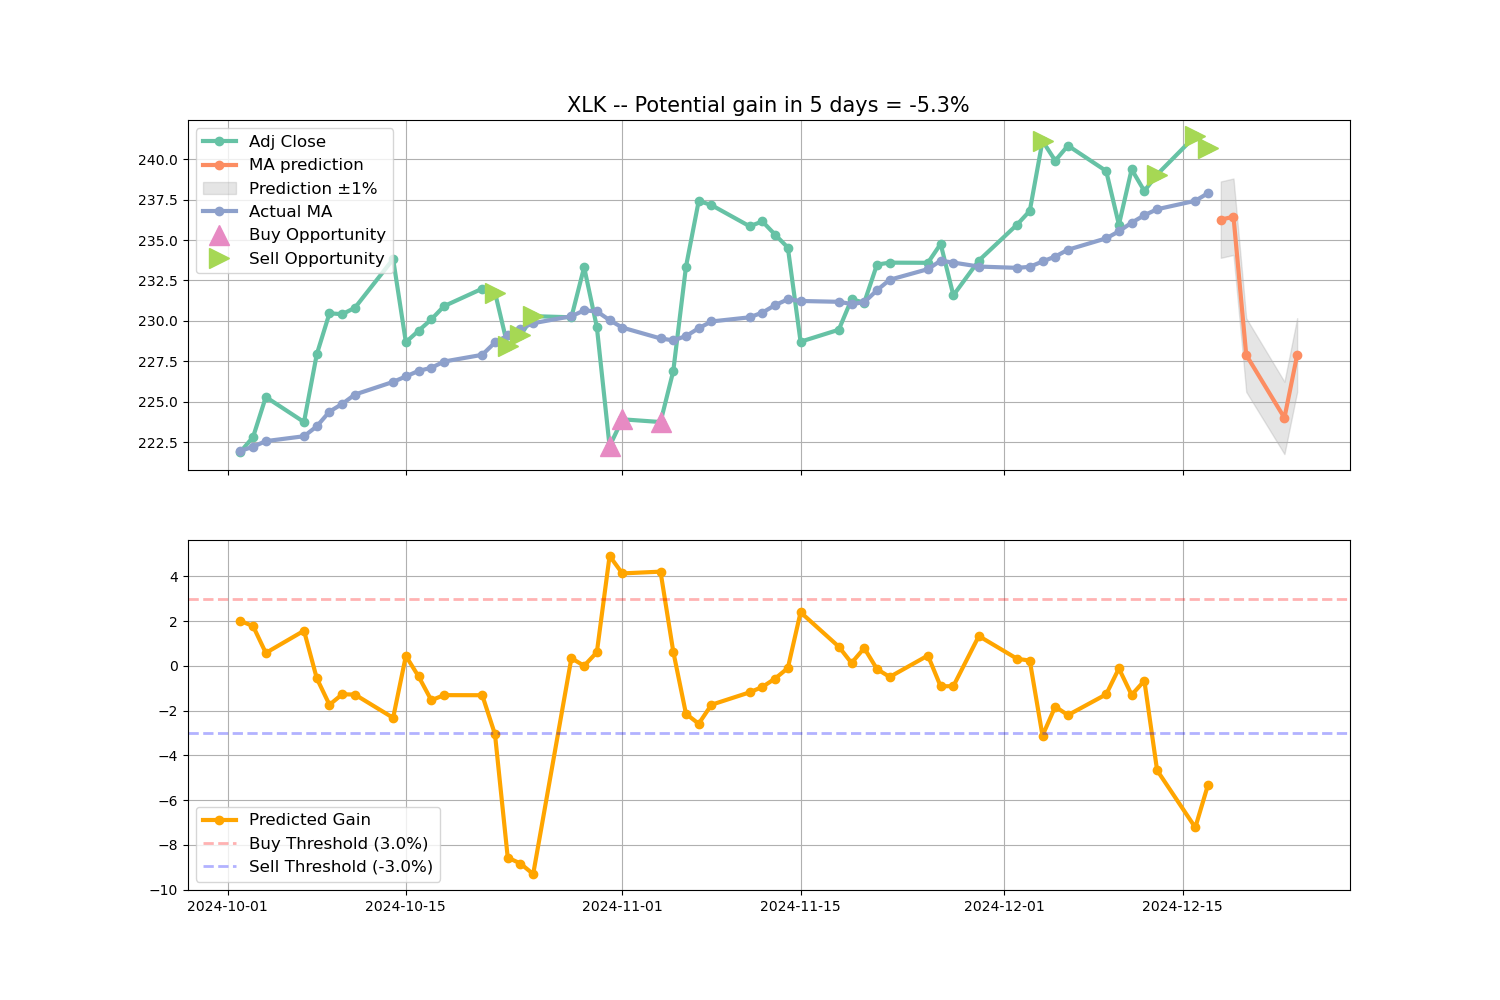 XLK -- Potential gain in 5 days = -5.3%
Adj Close
MA prediction
Prediction ±1%
Actual MA
Buy Opportunity
Sell Opportunity
240.0
237.5
235.0
232.5
230.0
227.5
225.0
222.5
4
2
0
−2
−4
−6
−8
−10
Predicted Gain
Buy Threshold (3.0%)
Sell Threshold (-3.0%)
2024-10-01 2024-10-15 2024-11-01 2024-11-15 2024-12-01 2024-12-15